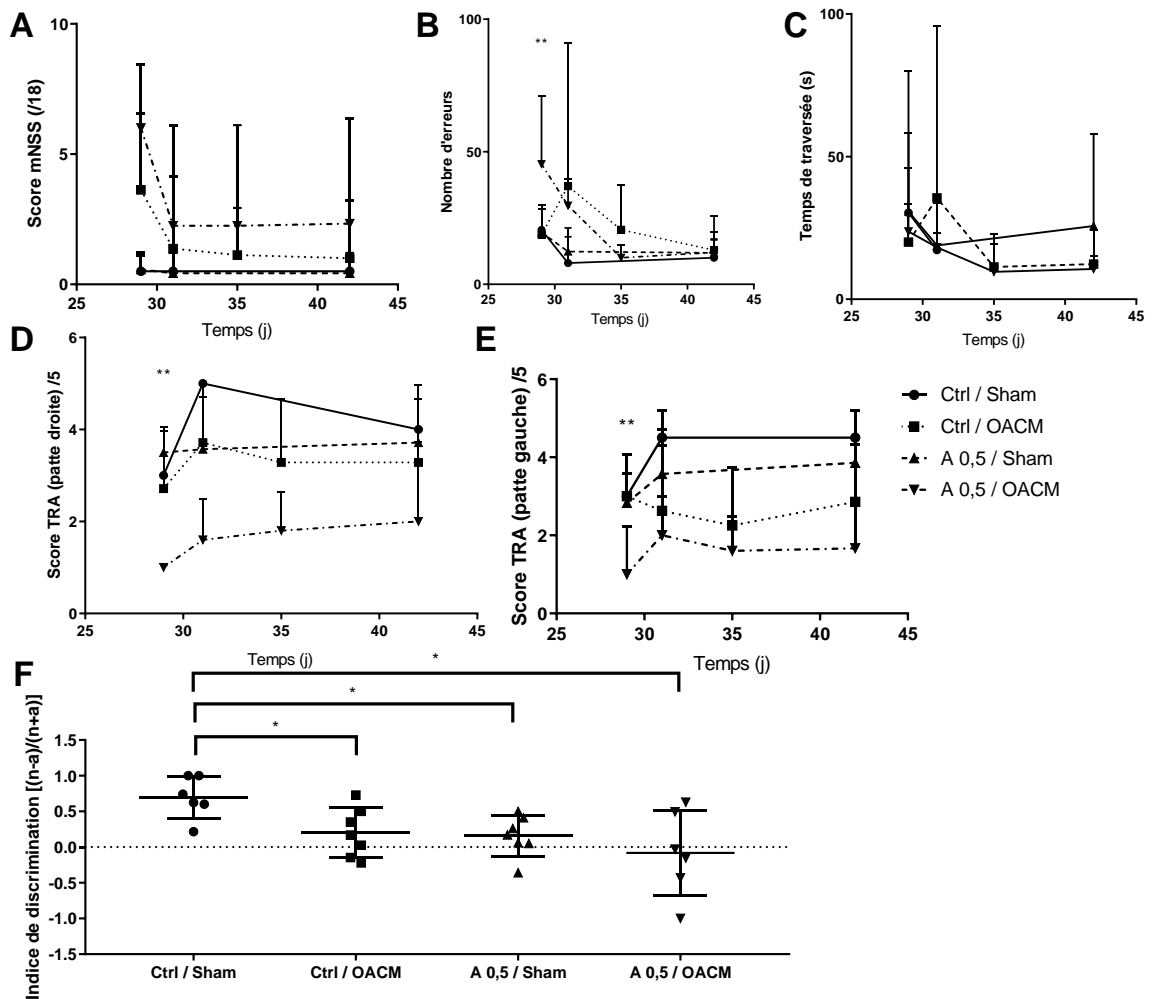 A
Score mNSS (/18)
10
5
0
25 30 35 40 45
Temps (j)
B
Nombre d'erreurs
**
100
50
0
25 30 35 40 45
Temps (j)
C
Temps de traversée (s)
100
50
0
25 30 35 40 45
Temps (j)
D
Score TRA (patte droite) /5
**
6
4
2
0
25 30 35 40 45
Temps (j)
E
Score TRA (patte gauche) /5
**
6
4
2
0
25 30 35 40 45
Temps (j)
Ctrl / Sham
Ctrl / OACM
A 0,5 / Sham
A 0,5 / OACM
F
Indice de discrimination [(n-a)/(n+a)]
*
*
*
1.5
1.0
0.5
0.0
-0.5
-1.0
-1.5
Ctrl / Sham Ctrl / OACM A 0,5 / Sham A 0,5 / OACM